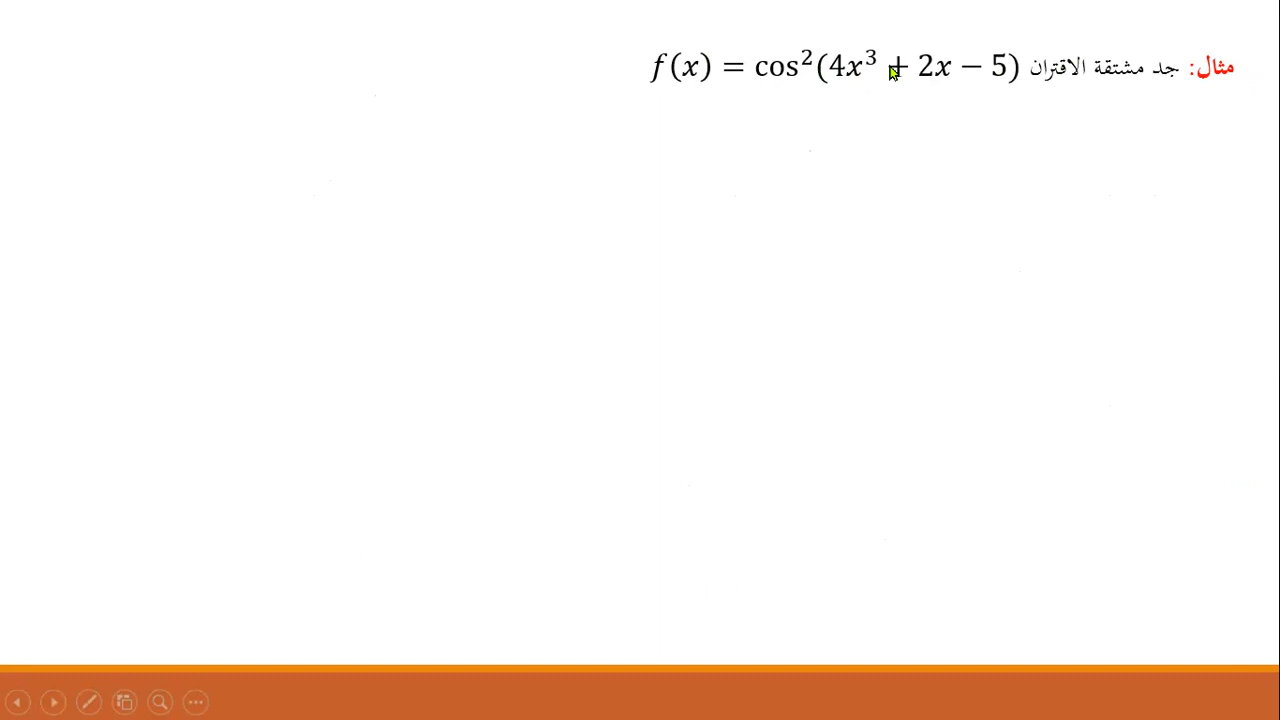 مثال: جد مشتقة الاقتران f(x) = cos²(4x³ + 2x − 5)